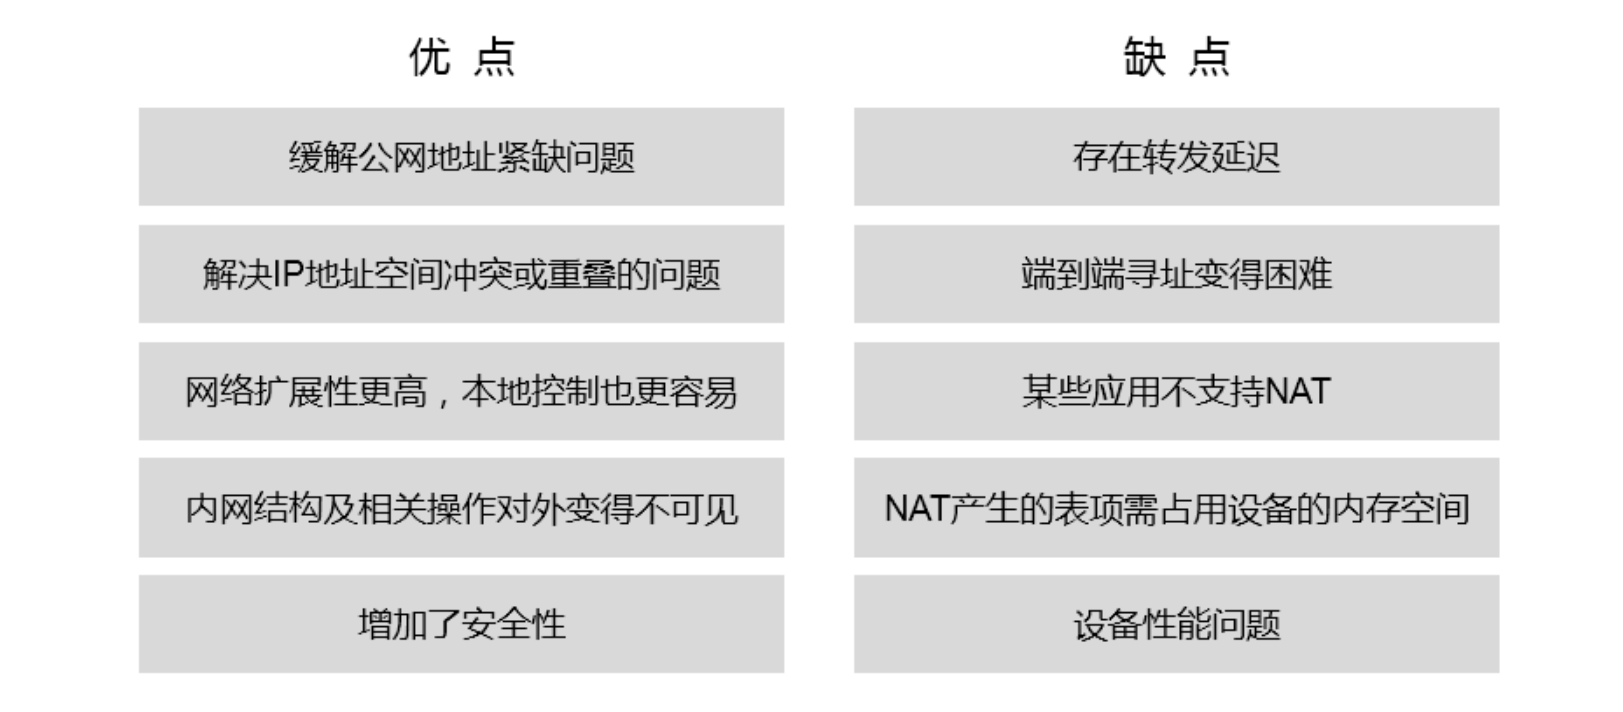 优 点
缓解公网地址紧缺问题
解决IP地址空间冲突或重叠的问题
网络扩展性更高，本地控制也更容易
内网结构及相关操作对外变得不可见
增加了安全性
缺 点
存在转发延迟
端到端寻址变得困难
某些应用不支持NAT
NAT产生的表项需占用设备的内存空间
设备性能问题